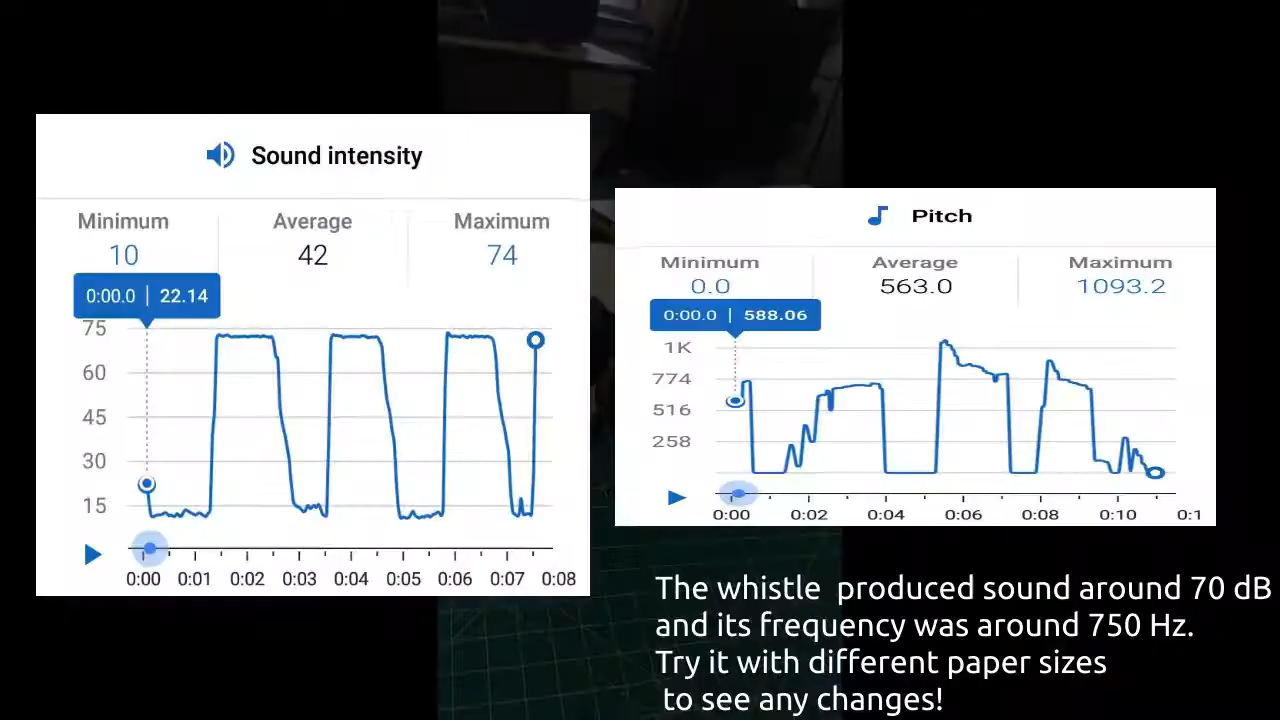 Sound intensity
Minimum Average Maximum
10 42 74
0:00.0 | 22.14
75
60
45
30
15
0:00 0:01 0:02 0:03 0:04 0:05 0:06 0:07 0:08
Pitch
Minimum Average Maximum
0.0 563.0 1093.2
0:00.0 | 588.06
1K
774
516
258
0:00 0:02 0:04 0:06 0:08 0:10 0:1
The whistle produced sound around 70 dB
and its frequency was around 750 Hz.
Try it with different paper sizes
to see any changes!